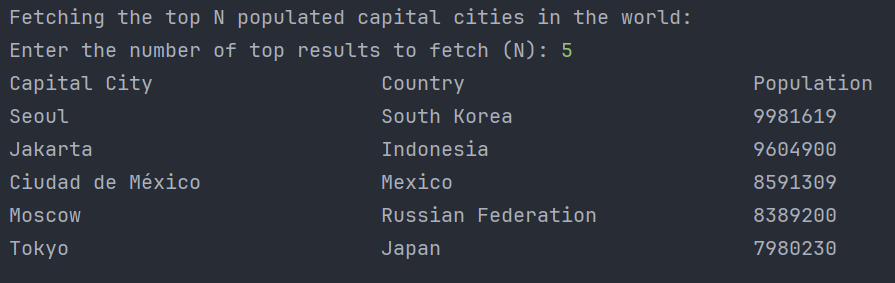 Fetching the top N populated capital cities in the world:
Enter the number of top results to fetch (N): 5
Capital City Country Population
Seoul South Korea 9981619
Jakarta Indonesia 9604900
Ciudad de México Mexico 8591309
Moscow Russian Federation 8389200
Tokyo Japan 7980230